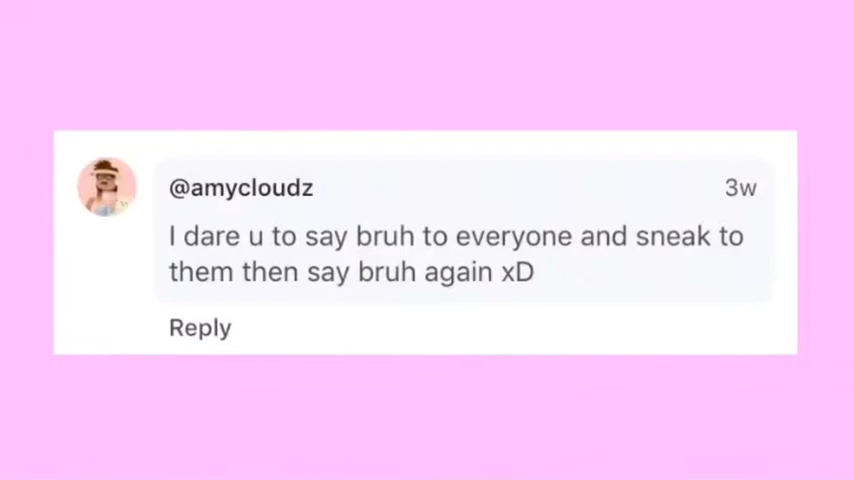 @amycloudz 3w
I dare u to say bruh to everyone and sneak to
them then say bruh again xD
Reply